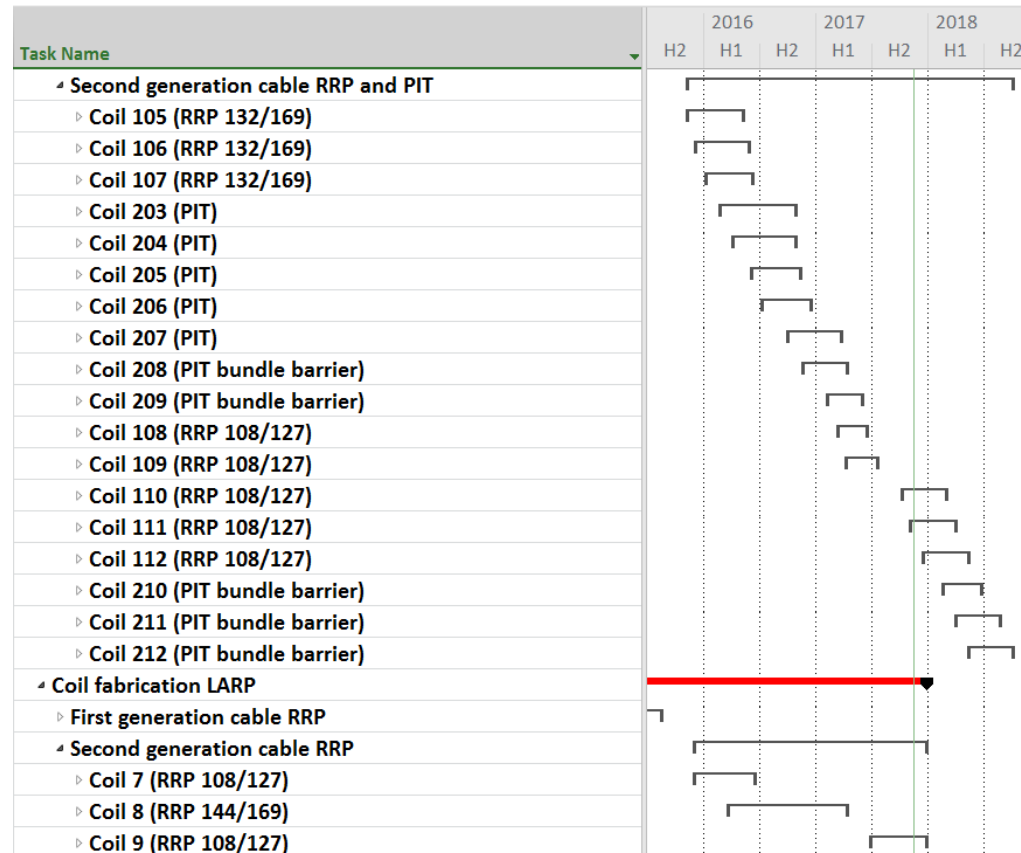 2016 2017 2018
Task Name H2 H1 H2 H1 H2 H1 H2
Second generation cable RRP and PIT
Coil 105 (RRP 132/169)
Coil 106 (RRP 132/169)
Coil 107 (RRP 132/169)
Coil 203 (PIT)
Coil 204 (PIT)
Coil 205 (PIT)
Coil 206 (PIT)
Coil 207 (PIT)
Coil 208 (PIT bundle barrier)
Coil 209 (PIT bundle barrier)
Coil 108 (RRP 108/127)
Coil 109 (RRP 108/127)
Coil 110 (RRP 108/127)
Coil 111 (RRP 108/127)
Coil 112 (RRP 108/127)
Coil 210 (PIT bundle barrier)
Coil 211 (PIT bundle barrier)
Coil 212 (PIT bundle barrier)
Coil fabrication LARP
First generation cable RRP
Second generation cable RRP
Coil 7 (RRP 108/127)
Coil 8 (RRP 144/169)
Coil 9 (RRP 108/127)